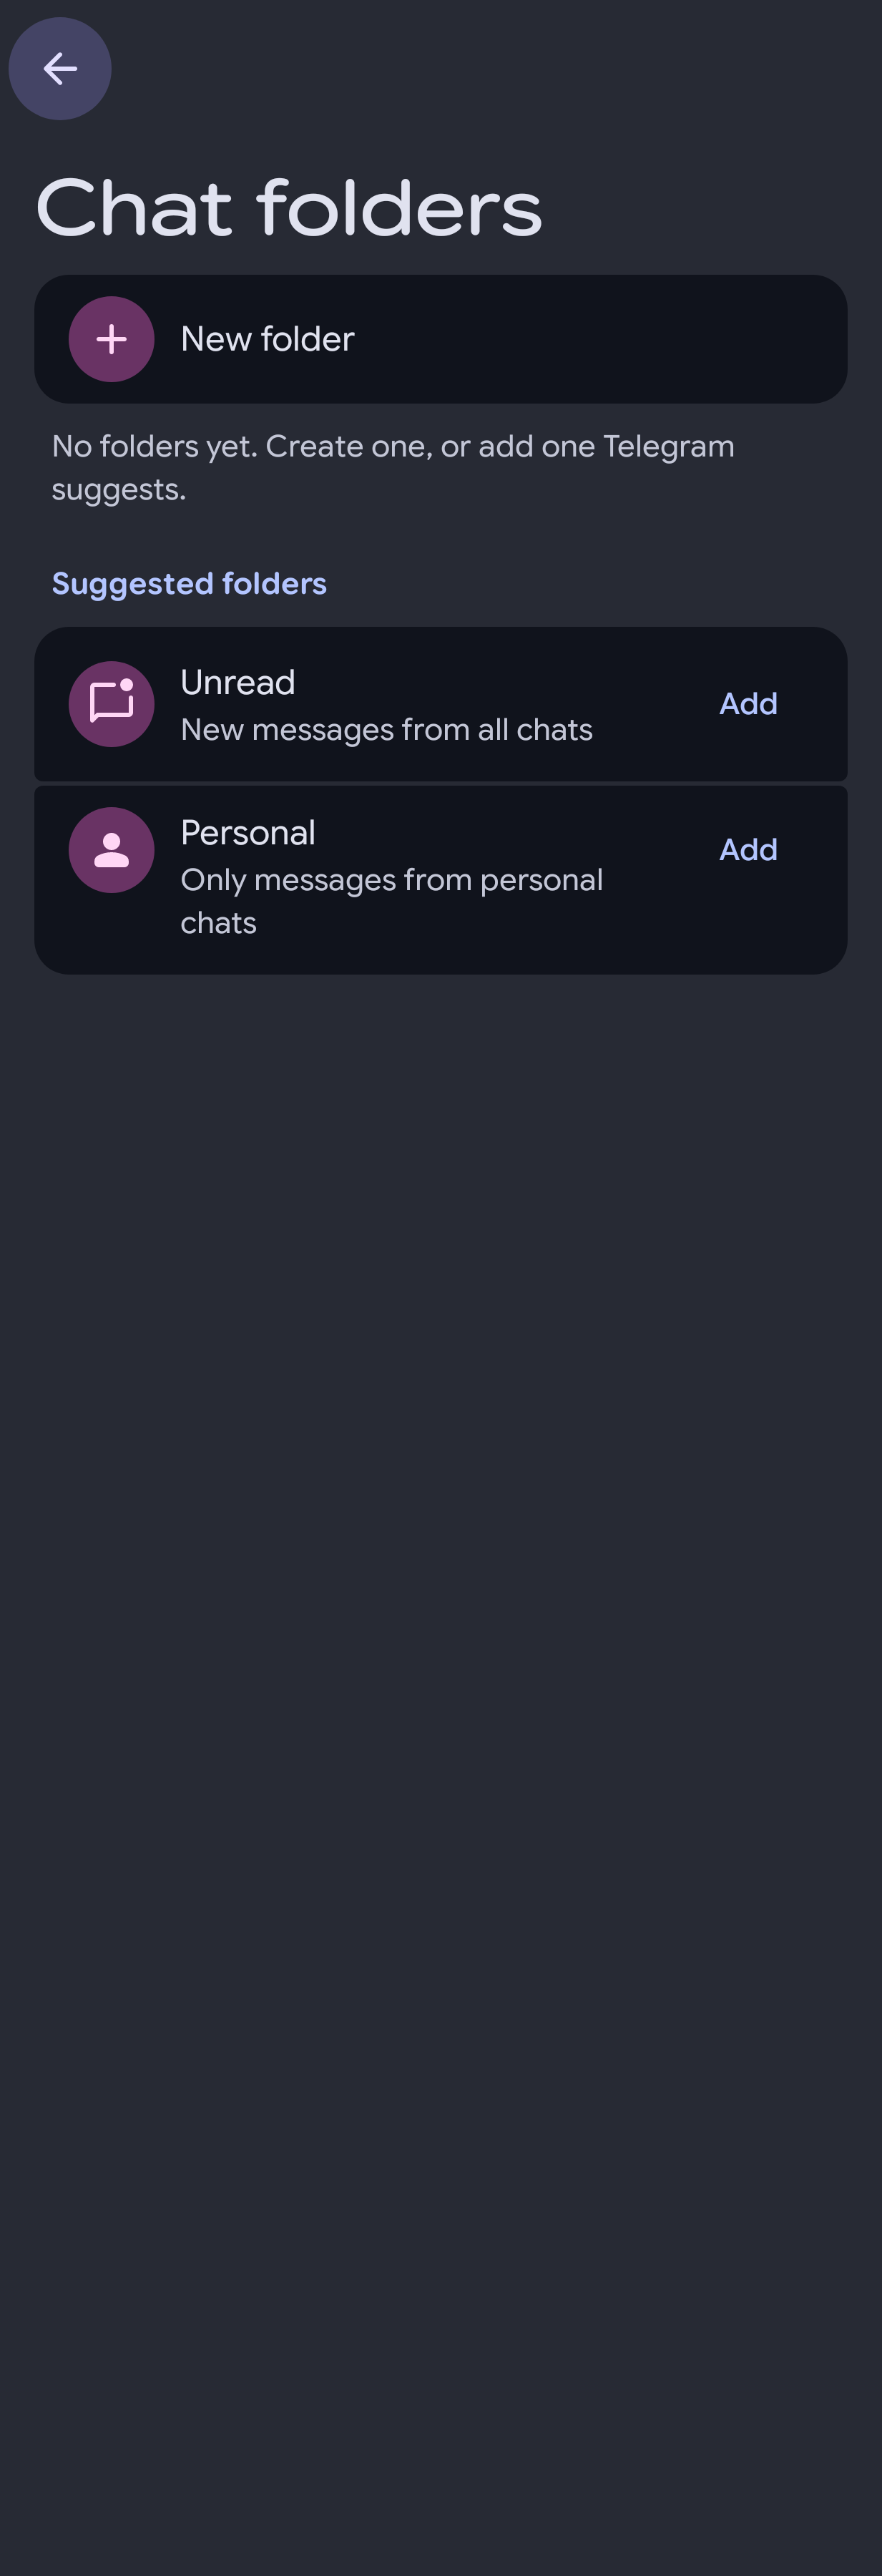 Chat folders
New folder
No folders yet. Create one, or add one Telegram
suggests.
Suggested folders
Unread
New messages from all chats
Add
Personal
Only messages from personal
chats
Add